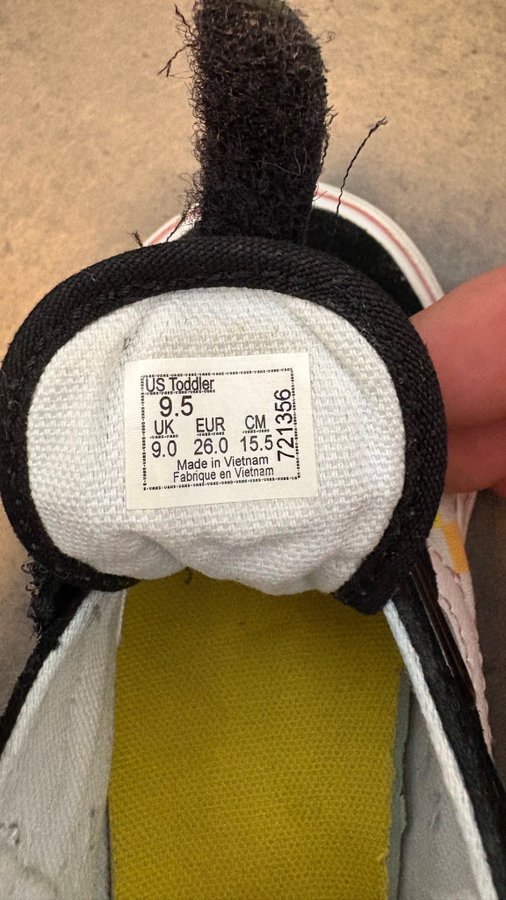 US Toddler
9.5
UK EUR CM
9.0 26.0 15.5
721356
Made in Vietnam
Fabrique en Vietnam